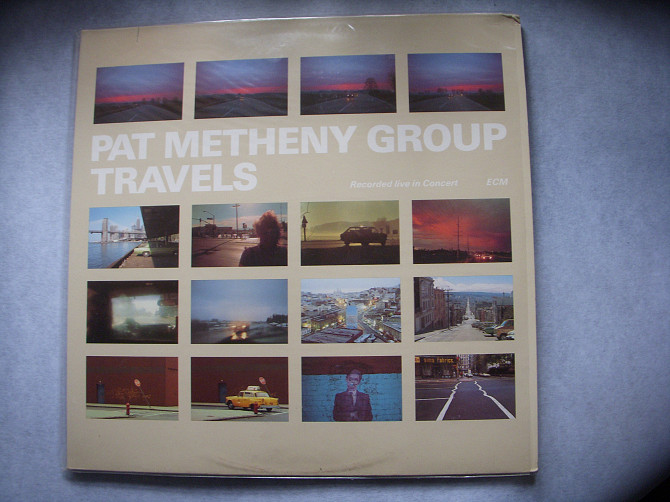 PAT METHENY GROUP
TRAVELS
Recorded live in Concert ECM